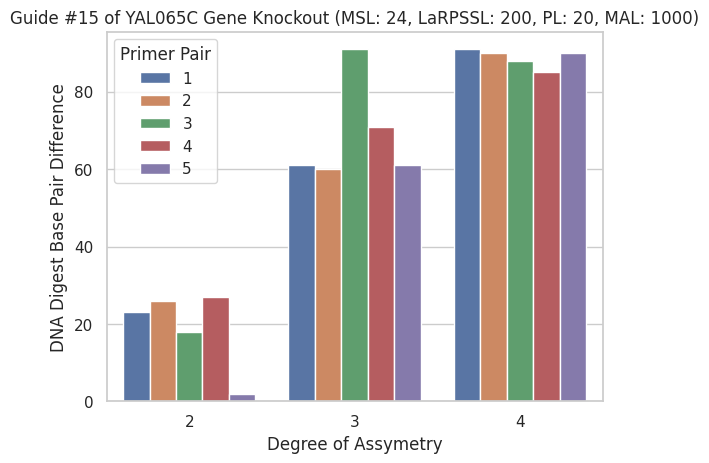 Guide #15 of YAL065C Gene Knockout (MSL: 24, LaRPSSL: 200, PL: 20, MAL: 1000)
Primer Pair
1
2
3
4
5
DNA Digest Base Pair Difference
80
60
40
20
0
2 3 4
Degree of Assymetry